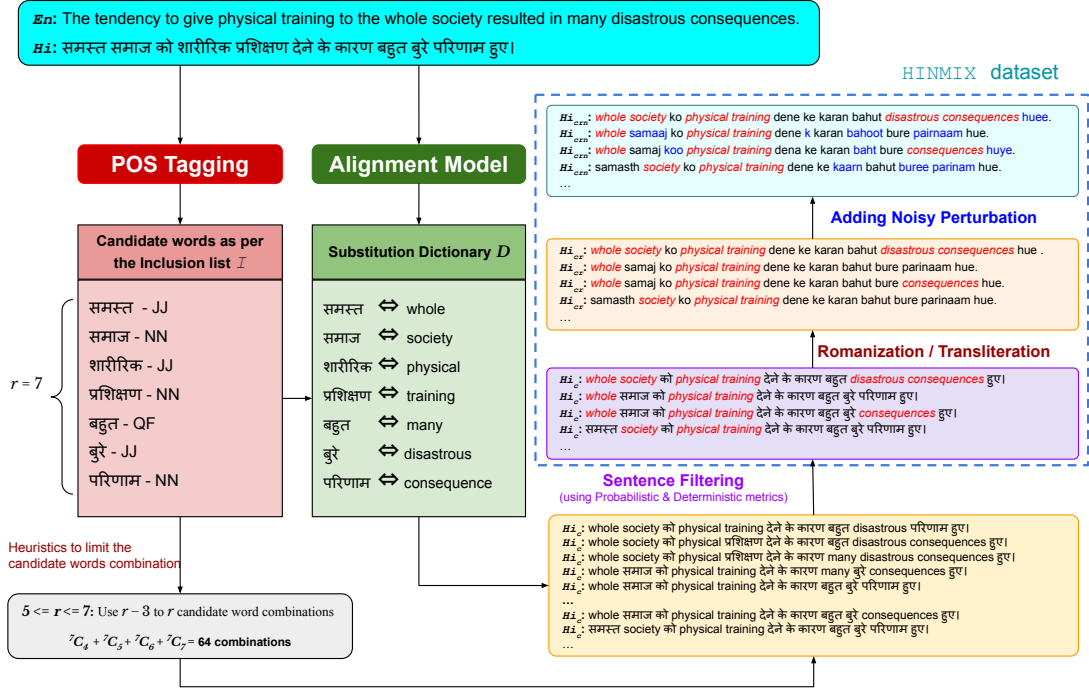 En: The tendency to give physical training to the whole society resulted in many disastrous consequences.
Hi: समस्त समाज को शारीरिक प्रशिक्षण देने के कारण बहुत बुरे परिणाम हुए।
POS Tagging
Alignment Model
Candidate words as per
the Inclusion list I
समस्त - JJ
समाज - NN
शारीरिक - JJ
प्रशिक्षण - NN
बहुत - QF
बुरे - JJ
परिणाम - NN
r = 7
Heuristics to limit the
candidate words combination
5 <= r <= 7: Use r − 3 to r candidate word combinations
⁷C₄ + ⁷C₅ + ⁷C₆ + ⁷C₇ = 64 combinations
Substitution Dictionary D
समस्त ⇔ whole
समाज ⇔ society
शारीरिक ⇔ physical
प्रशिक्षण ⇔ training
बहुत ⇔ many
बुरे ⇔ disastrous
परिणाम ⇔ consequence
HINMIX dataset
Hi_crn: whole society ko physical training dene ke karan bahut disastrous consequences huee.
Hi_crn: whole samaaj ko physical training dene k karan bahoot bure pairnaam hue.
Hi_crn: whole samaj koo physical training dena ke karan baht bure consequences huye.
Hi_crn: samasth society ko physical training dene ke kaarn bahut buree parinam hue.
...
Adding Noisy Perturbation
Hi_cr: whole society ko physical training dene ke karan bahut disastrous consequences hue .
Hi_cr: whole samaj ko physical training dene ke karan bahut bure parinaam hue.
Hi_cr: whole samaj ko physical training dene ke karan bahut bure consequences hue.
Hi_cr: samasth society ko physical training dene ke karan bahut bure parinaam hue.
...
Romanization / Transliteration
Hi_c: whole society को physical training देने के कारण बहुत disastrous consequences हुए।
Hi_c: whole समाज को physical training देने के कारण बहुत बुरे परिणाम हुए।
Hi_c: whole समाज को physical training देने के कारण बहुत बुरे consequences हुए।
Hi_c: समस्त society को physical training देने के कारण बहुत बुरे परिणाम हुए।
...
Sentence Filtering
(using Probabilistic & Deterministic metrics)
Hi_c: whole society को physical training देने के कारण बहुत disastrous परिणाम हुए।
Hi_c: whole society को physical प्रशिक्षण देने के कारण बहुत disastrous consequences हुए।
Hi_c: whole society को physical प्रशिक्षण देने के कारण many disastrous consequences हुए।
Hi_c: whole समाज को physical training देने के कारण many बुरे consequences हुए।
Hi_c: whole समाज को physical training देने के कारण बहुत बुरे परिणाम हुए।
...
Hi_c: whole समाज को physical training देने के कारण बहुत बुरे consequences हुए।
Hi_c: समस्त society को physical training देने के कारण बहुत बुरे परिणाम हुए।
...